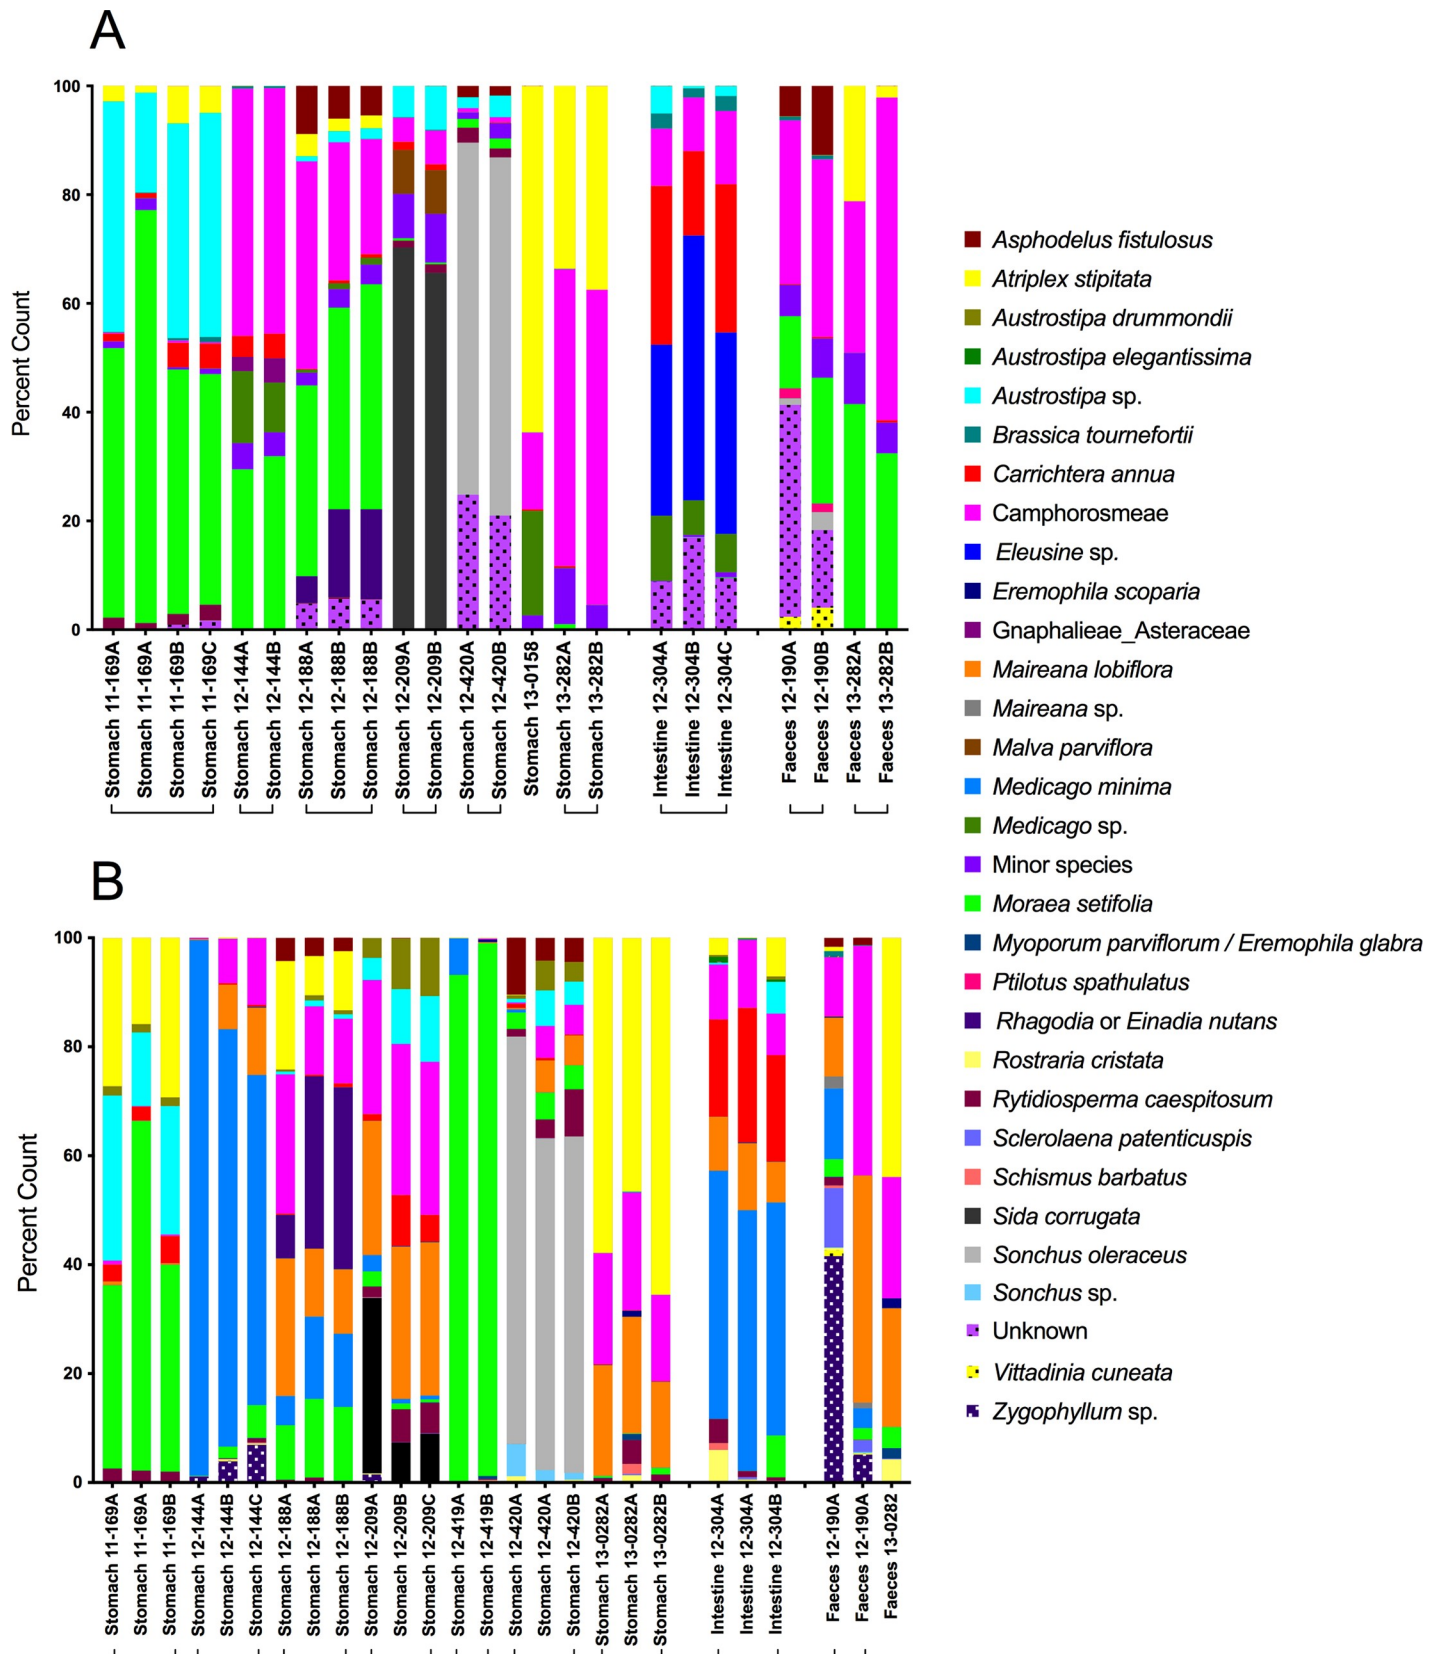 A
100
80
60
40
20
0
Percent Count
Stomach 11-169A
Stomach 11-169A
Stomach 11-169B
Stomach 11-169C
Stomach 12-144A
Stomach 12-144B
Stomach 12-188A
Stomach 12-188B
Stomach 12-188B
Stomach 12-209A
Stomach 12-209B
Stomach 12-420A
Stomach 12-420B
Stomach 13-0158
Stomach 13-282A
Stomach 13-282B
Intestine 12-304A
Intestine 12-304B
Intestine 12-304C
Faeces 12-190A
Faeces 12-190B
Faeces 13-282A
Faeces 13-282B
Asphodelus fistulosus
Atriplex stipitata
Austrostipa drummondii
Austrostipa elegantissima
Austrostipa sp.
Brassica tournefortii
Carrichtera annua
Camphorosmeae
Eleusine sp.
Eremophila scoparia
Gnaphalieae_Asteraceae
Maireana lobiflora
Maireana sp.
Malva parviflora
Medicago minima
Medicago sp.
Minor species
Moraea setifolia
Myoporum parviflorum / Eremophila glabra
Ptilotus spathulatus
Rhagodia or Einadia nutans
Rostraria cristata
Rytidiosperma caespitosum
Sclerolaena patenticuspis
Schismus barbatus
Sida corrugata
Sonchus oleraceus
Sonchus sp.
Unknown
Vittadinia cuneata
Zygophyllum sp.
B
100
80
60
40
20
0
Percent Count
Stomach 11-169A
Stomach 11-169A
Stomach 11-169B
Stomach 12-144A
Stomach 12-144B
Stomach 12-144C
Stomach 12-188A
Stomach 12-188A
Stomach 12-188B
Stomach 12-209A
Stomach 12-209B
Stomach 12-209C
Stomach 12-419A
Stomach 12-419B
Stomach 12-420A
Stomach 12-420A
Stomach 12-420B
Stomach 13-0282A
Stomach 13-0282A
Stomach 13-0282B
Intestine 12-304A
Intestine 12-304A
Intestine 12-304B
Faeces 12-190A
Faeces 12-190A
Faeces 13-0282